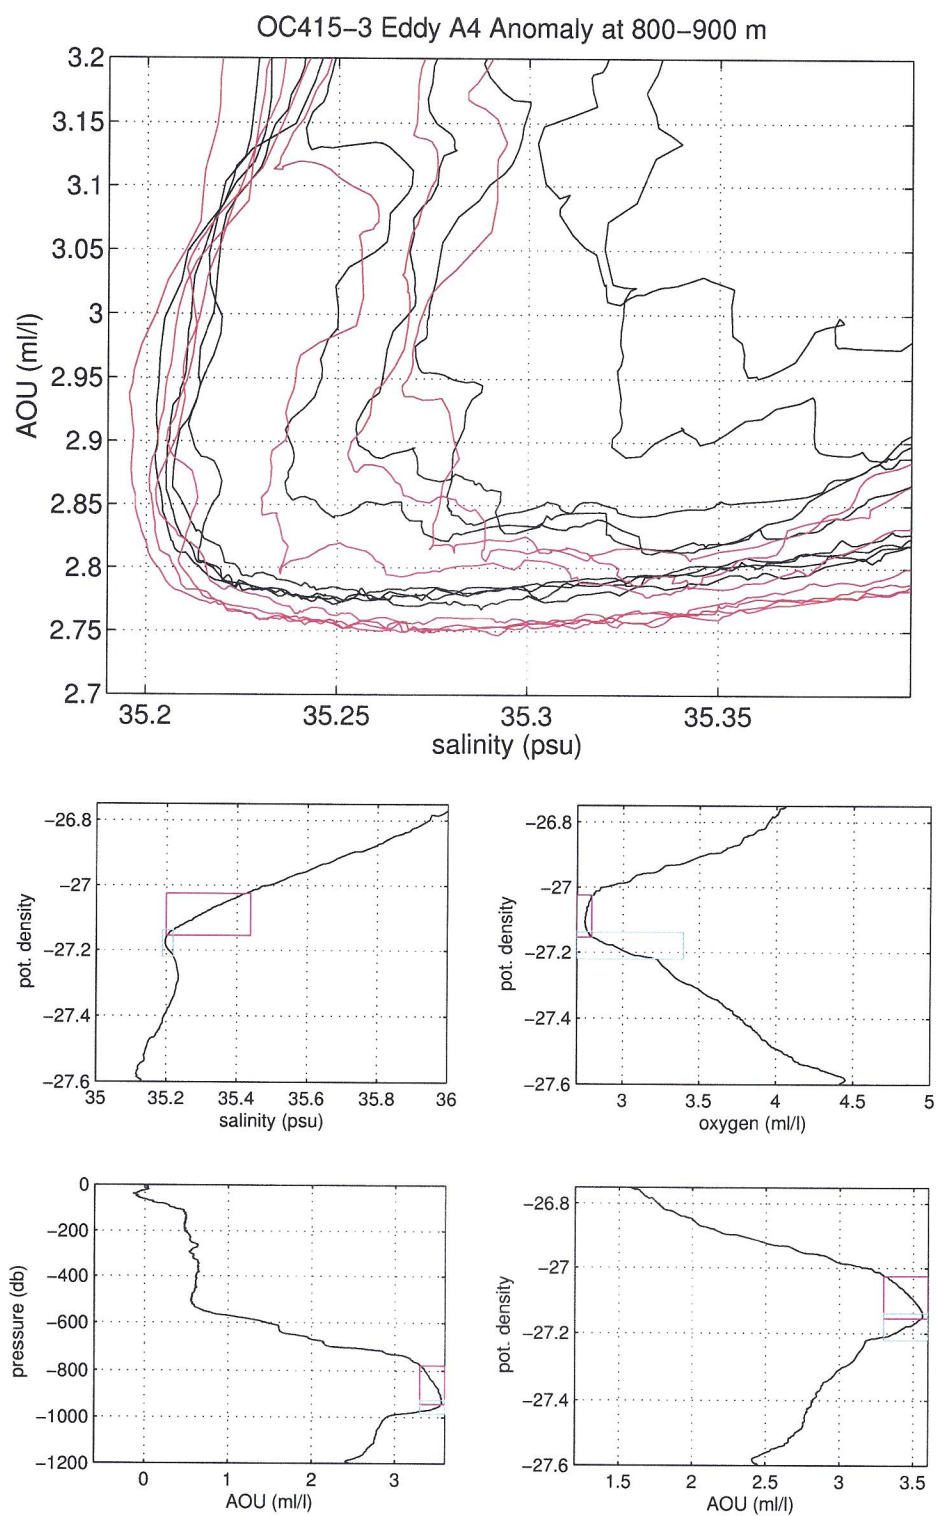 OC415−3 Eddy A4 Anomaly at 800−900 m
3.2
3.15
3.1
3.05
3
2.95
2.9
2.85
2.8
2.75
2.7
AOU (ml/l)
35.2 35.25 35.3 35.35
salinity (psu)
−26.8
−27
−27.2
−27.4
−27.6
pot. density
35 35.2 35.4 35.6 35.8 36
salinity (psu)
−26.8
−27
−27.2
−27.4
−27.6
pot. density
3 3.5 4 4.5 5
oxygen (ml/l)
0
−200
−400
−600
−800
−1000
−1200
pressure (db)
0 1 2 3
AOU (ml/l)
−26.8
−27
−27.2
−27.4
−27.6
pot. density
1.5 2 2.5 3 3.5
AOU (ml/l)